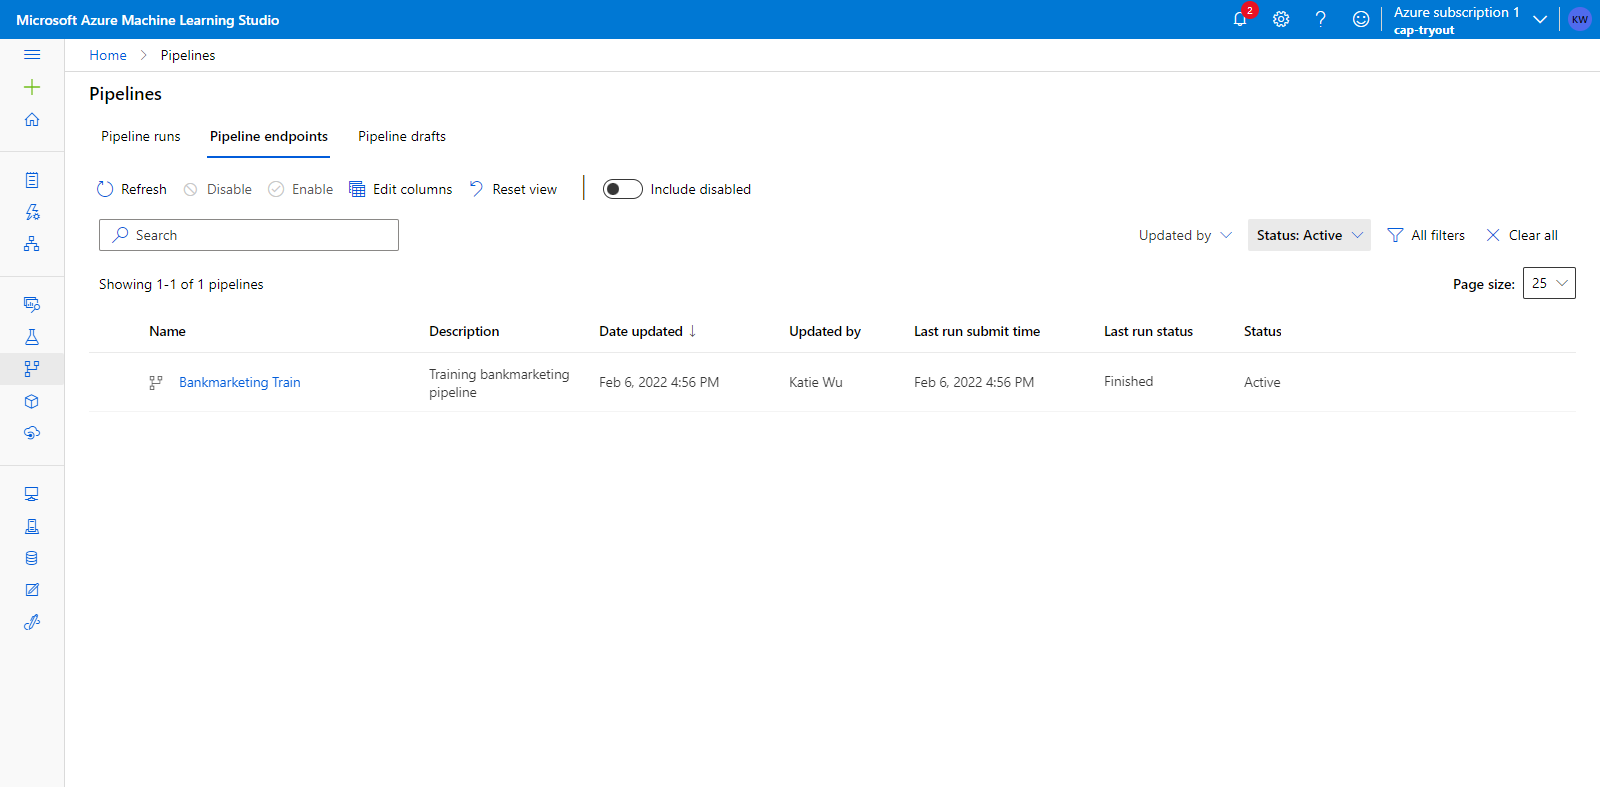 Microsoft Azure Machine Learning Studio
2
Azure subscription 1
cap-tryout
KW
Home
Pipelines
Pipelines
Pipeline runs
Pipeline endpoints
Pipeline drafts
Refresh
Disable
Enable
Edit columns
Reset view
Include disabled
Search
Updated by
Status: Active
All filters
Clear all
Showing 1-1 of 1 pipelines
Page size:
25
Name
Description
Date updated
Updated by
Last run submit time
Last run status
Status
Bankmarketing Train
Training bankmarketing
pipeline
Feb 6, 2022 4:56 PM
Katie Wu
Feb 6, 2022 4:56 PM
Finished
Active